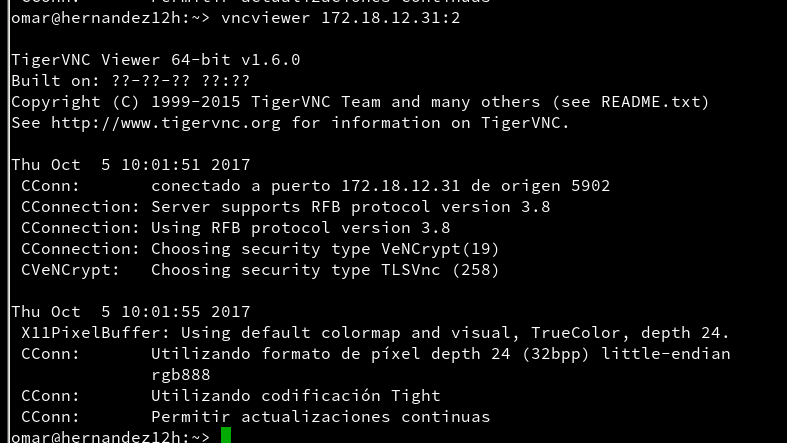 CConn:       Permitir actualizaciones continuas
omar@hernandez12h:~> vncviewer 172.18.12.31:2
TigerVNC Viewer 64-bit v1.6.0
Built on: ??-??-?? ??:??
Copyright (C) 1999-2015 TigerVNC Team and many others (see README.txt)
See http://www.tigervnc.org for information on TigerVNC.
Thu Oct  5 10:01:51 2017
 CConn:       conectado a puerto 172.18.12.31 de origen 5902
 CConnection: Server supports RFB protocol version 3.8
 CConnection: Using RFB protocol version 3.8
 CConnection: Choosing security type VeNCrypt(19)
 CVeNCrypt:   Choosing security type TLSVnc (258)
Thu Oct  5 10:01:55 2017
 X11PixelBuffer: Using default colormap and visual, TrueColor, depth 24.
 CConn:       Utilizando formato de píxel depth 24 (32bpp) little-endian
              rgb888
 CConn:       Utilizando codificación Tight
 CConn:       Permitir actualizaciones continuas
omar@hernandez12h:~>